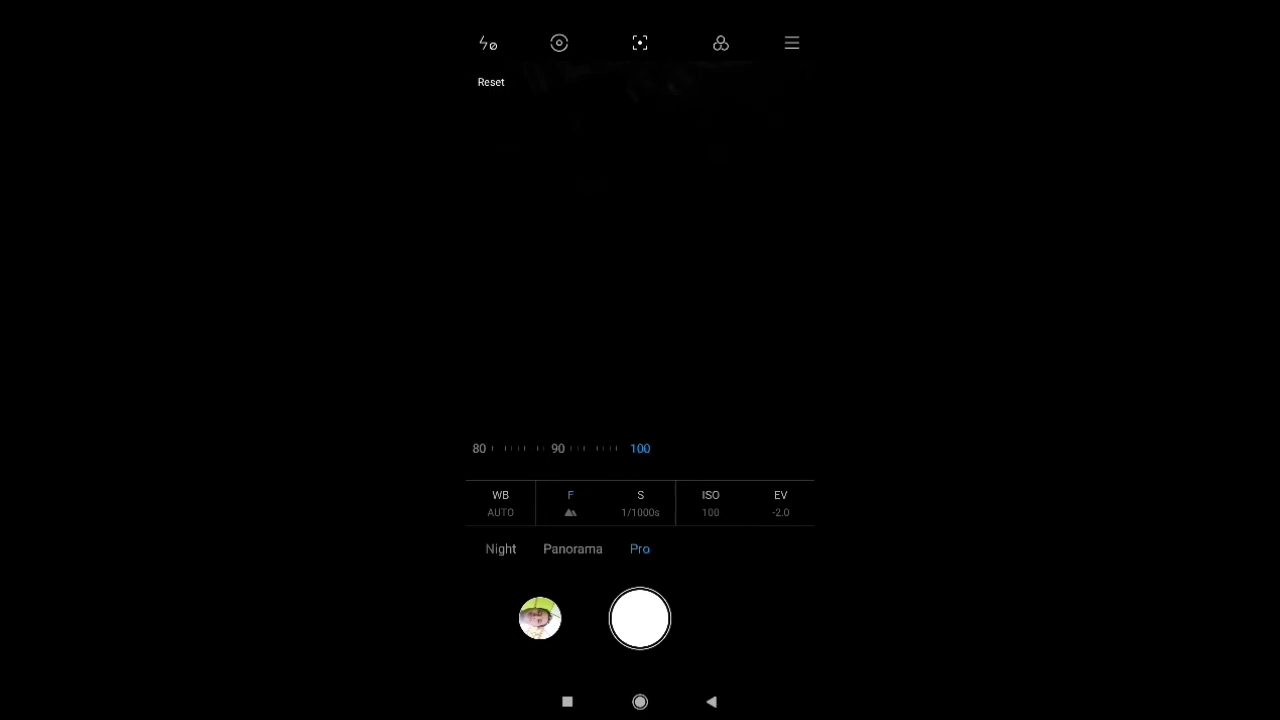 Reset
80 90 100
WB F S ISO EV
AUTO 1/1000s 100 -2.0
Night Panorama Pro